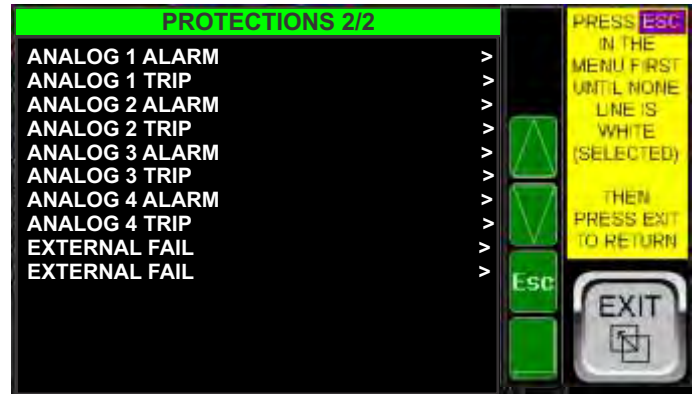 PROTECTIONS 2/2
ANALOG 1 ALARM >
ANALOG 1 TRIP >
ANALOG 2 ALARM >
ANALOG 2 TRIP >
ANALOG 3 ALARM >
ANALOG 3 TRIP >
ANALOG 4 ALARM >
ANALOG 4 TRIP >
EXTERNAL FAIL >
EXTERNAL FAIL >
Esc
PRESS ESC
IN THE
MENU FIRST
UNTIL NONE
LINE IS
WHITE
(SELECTED)
THEN
PRESS EXIT
TO RETURN
EXIT